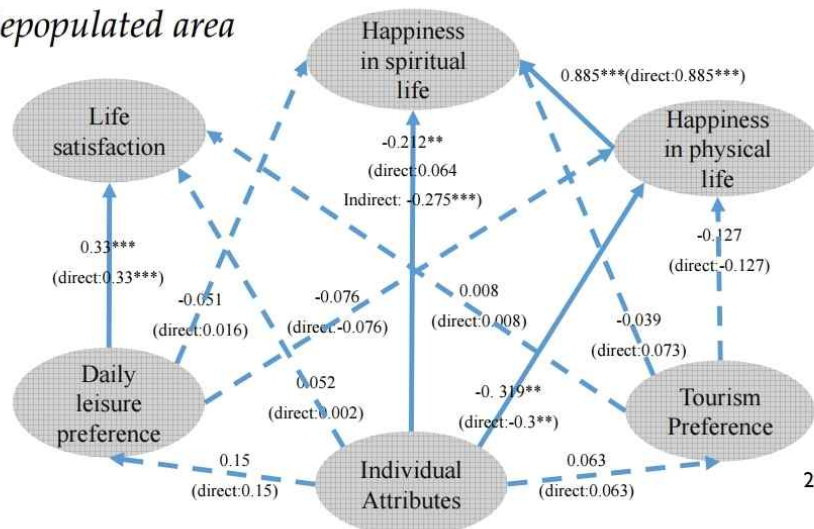 epopulated area
Happiness
in spiritual
life
0.885***(direct:0.885***)
Life
satisfaction
Happiness
in physical
life
-0.212**
(direct:0.064
Indirect: -0.275***)
0.33***
(direct:0.33***)
-0.127
(direct:-0.127)
-0.051
(direct:0.016)
-0.076
(direct:-0.076)
0.008
(direct:0.008)
-0.039
(direct:0.073)
Daily
leisure
preference
0.052
(direct:0.002)
-0. 319**
(direct:-0.3**)
Tourism
Preference
0.15
(direct:0.15)
Individual
Attributes
0.063
(direct:0.063)
2